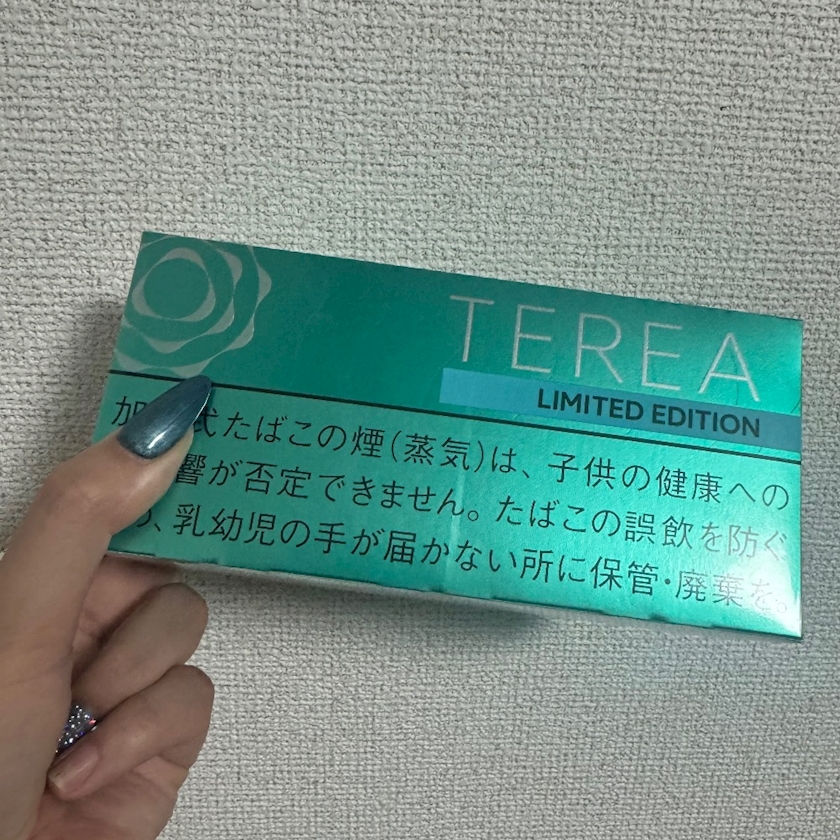 TEREA
LIMITED EDITION
加 式たばこの煙(蒸気)は、子供の健康への
響が否定できません。たばこの誤飲を防ぐ
、乳幼児の手が届かない所に保管・廃棄を。